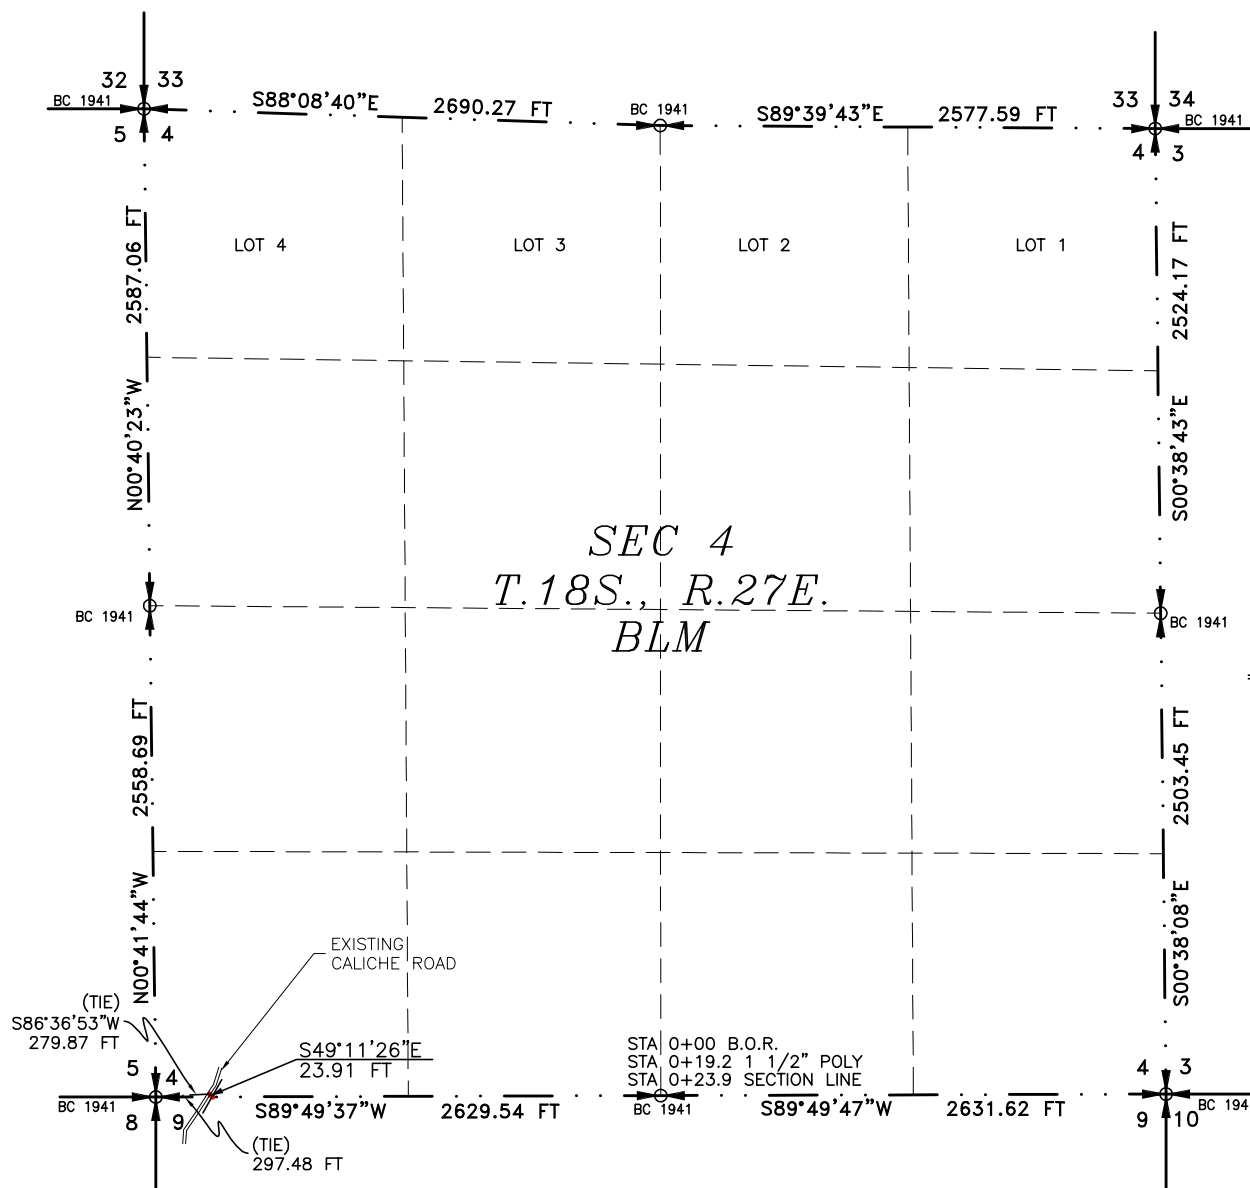 32 33
BC 1941
5 4
S88°08'40"E 2690.27 FT
BC 1941
S89°39'43"E 2577.59 FT
33 34
BC 1941
4 3
2587.06 FT
LOT 4
LOT 3
LOT 2
LOT 1
2524.17 FT
N00°40'23"W
S00°38'43"E
SEC 4
T.18S., R.27E.
BLM
BC 1941
BC 1941
2558.69 FT
2503.45 FT
N00°41'44"W
S00°38'08"E
EXISTING
CALICHE ROAD
(TIE)
S86°36'53"W
279.87 FT
S49°11'26"E
23.91 FT
STA 0+00 B.O.R.
STA 0+19.2 1 1/2" POLY
STA 0+23.9 SECTION LINE
5 4
BC 1941
8 9
S89°49'37"W 2629.54 FT
BC 1941
S89°49'47"W 2631.62 FT
4 3
BC 194
9 10
(TIE)
297.48 FT